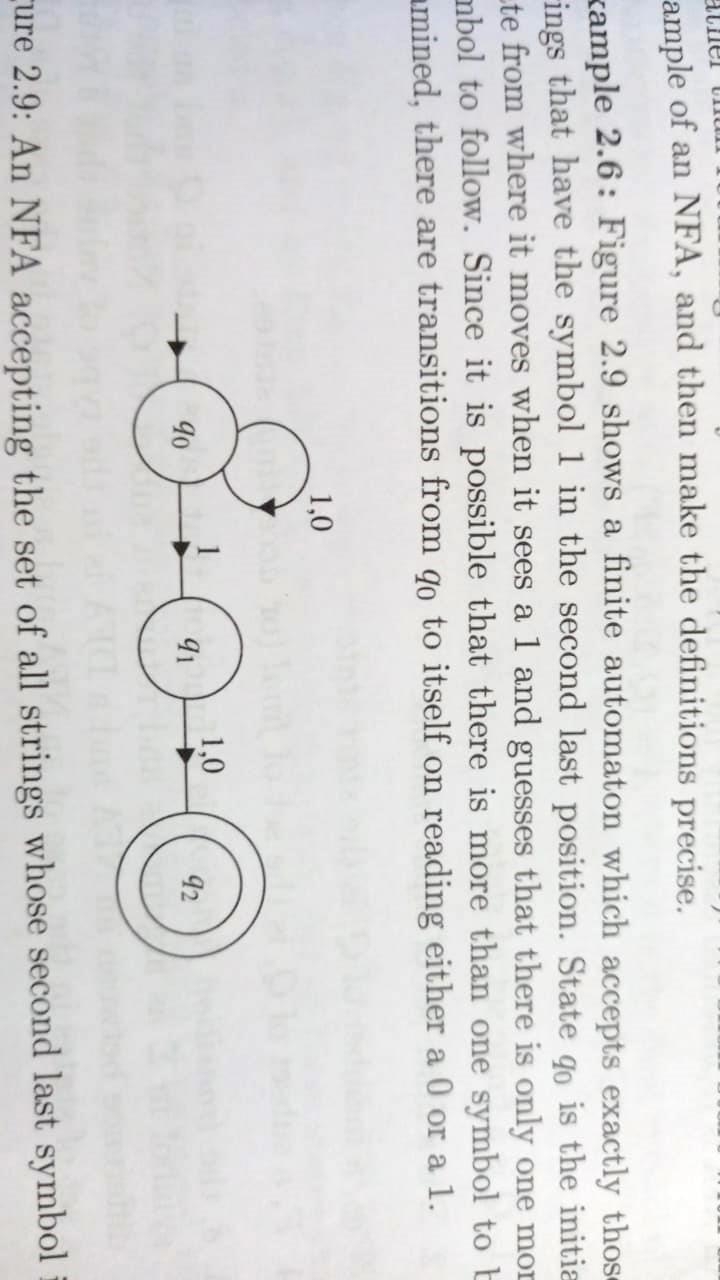 ample of an NFA, and then make the definitions precise.
xample 2.6: Figure 2.9 shows a finite automaton which accepts exactly thos
ings that have the symbol 1 in the second last position. State q0 is the initia
te from where it moves when it sees a 1 and guesses that there is only one mor
mbol to follow. Since it is possible that there is more than one symbol to b
mined, there are transitions from q0 to itself on reading either a 0 or a 1.
1,0
q0 1 q1 1,0 q2
ure 2.9: An NFA accepting the set of all strings whose second last symbol i